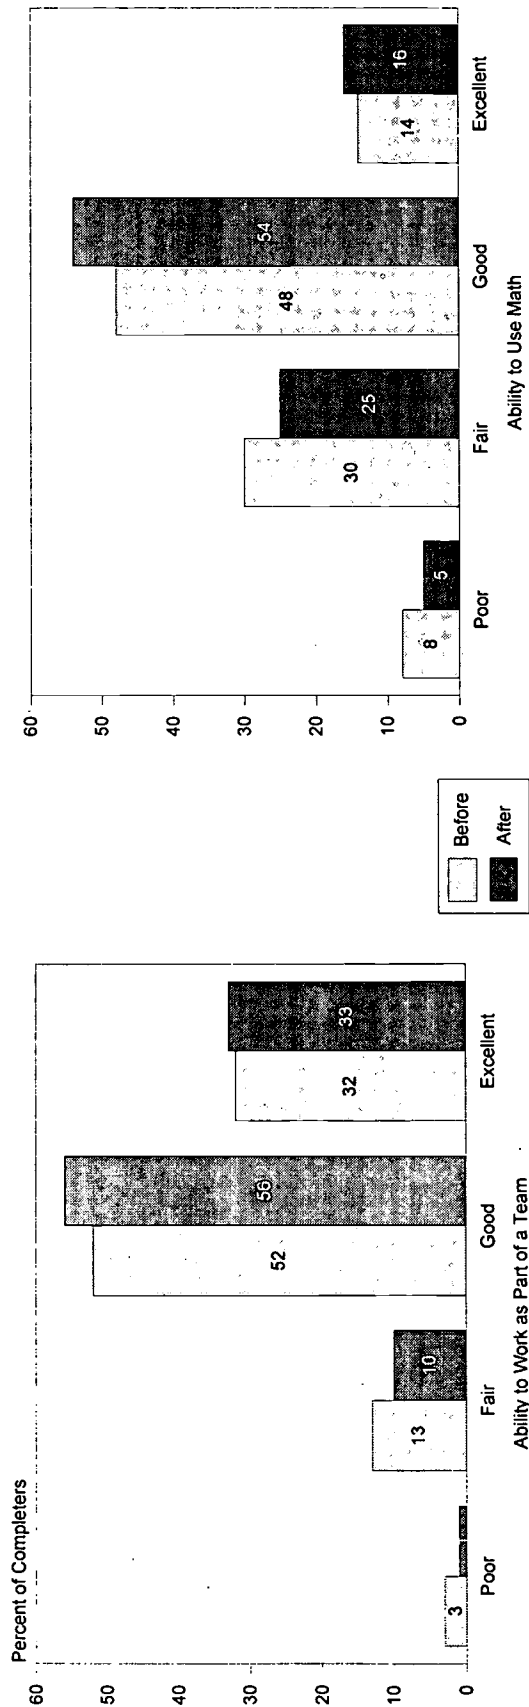 Percent of Completers
60
50
40
30
20
10
0
3
13
10
52
56
32
33
Poor
Fair
Good
Excellent
Ability to Work as Part of a Team
Before
After
60
50
40
30
20
10
0
8
5
30
25
48
54
14
16
Poor
Fair
Good
Excellent
Ability to Use Math